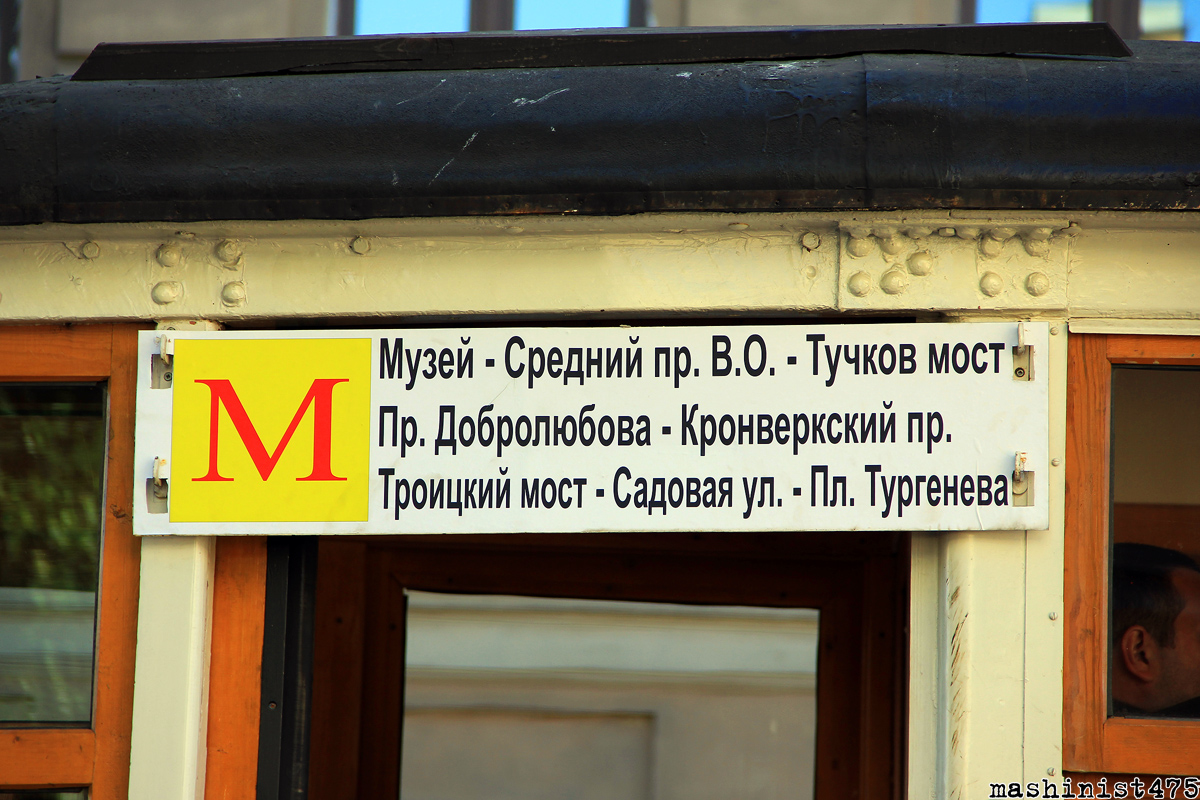 М
Музей - Средний пр. В.О. - Тучков мост
Пр. Добролюбова - Кронверкский пр.
Троицкий мост - Садовая ул. - Пл. Тургенева
mashinist475